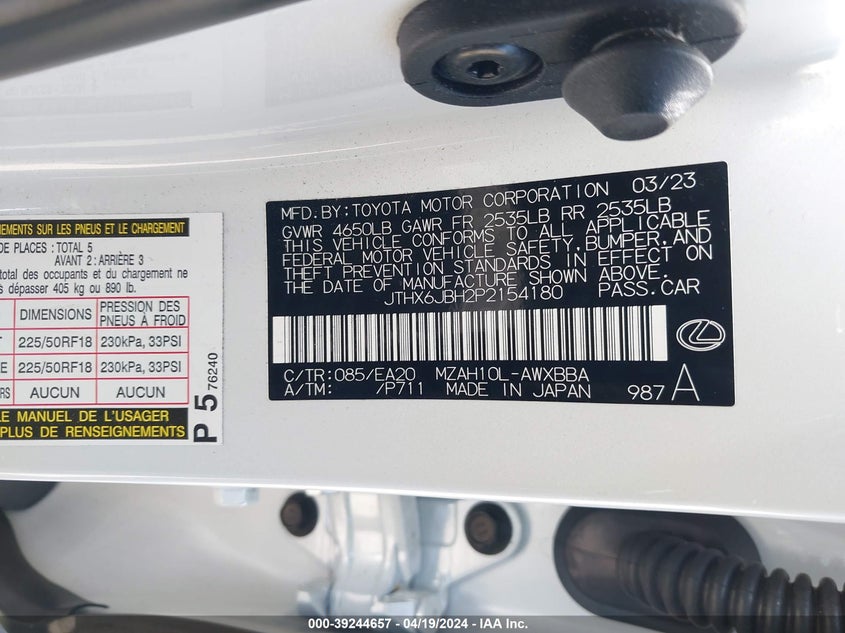 EMENTS SUR LES PNEUS ET LE CHARGEMENT
DE PLACES : TOTAL 5
AVANT 2 : ARRIÈRE 3
total des occupants et du chargement ne
dépasser 405 kg ou 890 lb.
DIMENSIONS PRESSION DES PNEUS À FROID
225/50RF18 230kPa, 33PSI
225/50RF18 230kPa, 33PSI
AUCUN AUCUN
LE MANUEL DE L'USAGER
PLUS DE RENSEIGNEMENTS
P 5 76240
MFD.BY:TOYOTA MOTOR CORPORATION 03/23
GVWR 4650LB GAWR FR 2535LB RR 2535LB
THIS VEHICLE CONFORMS TO ALL APPLICABLE
FEDERAL MOTOR VEHICLE SAFETY,BUMPER,AND
THEFT PREVENTION STANDARDS IN EFFECT ON
THE DATE OF MANUFACTURE SHOWN ABOVE.
JTHX6JBH2P2154180 PASS.CAR
C/TR:085/EA20 MZAH10L-AWXBBA
A/TM: /P711 MADE IN JAPAN 987 A
000-39244657 - 04/19/2024 - IAA Inc.